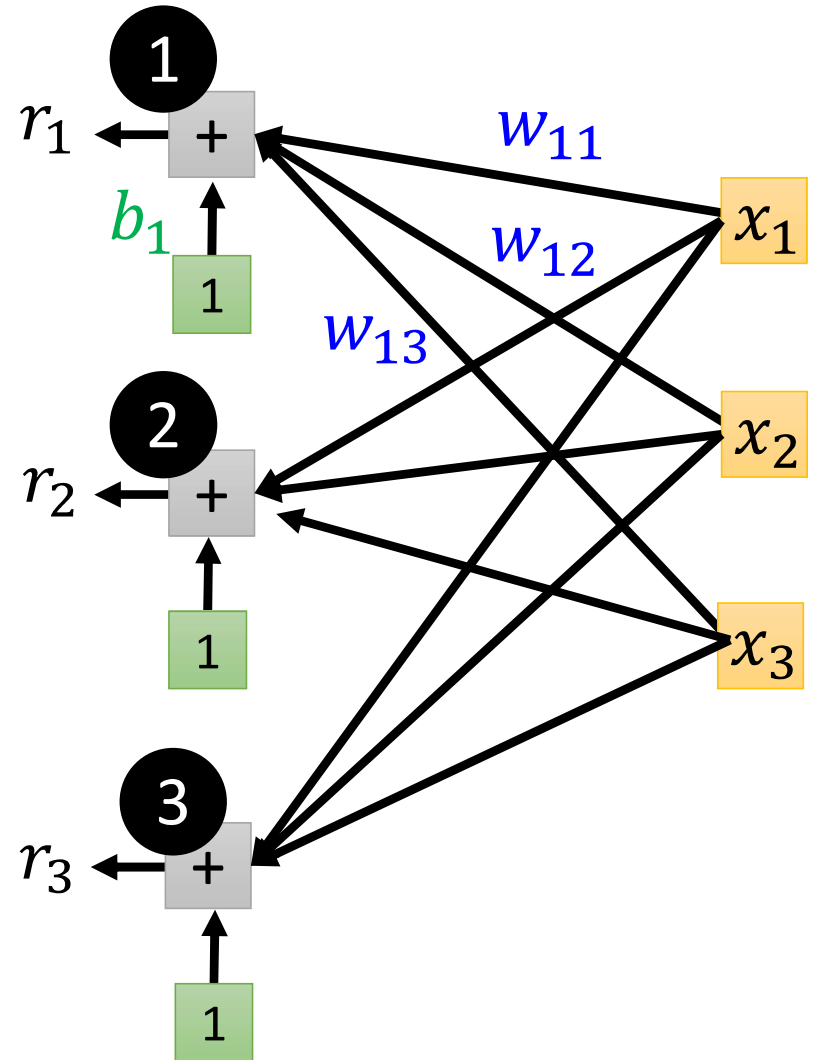 1
r₁
+
w₁₁
b₁
x₁
w₁₂
1
w₁₃
2
x₂
r₂
+
1
x₃
3
r₃
+
1